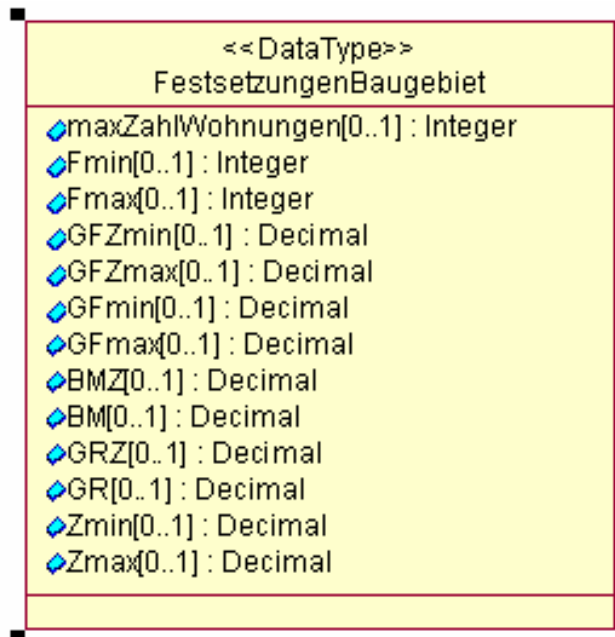 <<DataType>>
FestsetzungenBaugebiet
maxZahlWohnungen[0..1] : Integer
Fmin[0..1] : Integer
Fmax[0..1] : Integer
GFZmin[0..1] : Decimal
GFZmax[0..1] : Decimal
GFmin[0..1] : Decimal
GFmax[0..1] : Decimal
BMZ[0..1] : Decimal
BM[0..1] : Decimal
GRZ[0..1] : Decimal
GR[0..1] : Decimal
Zmin[0..1] : Decimal
Zmax[0..1] : Decimal